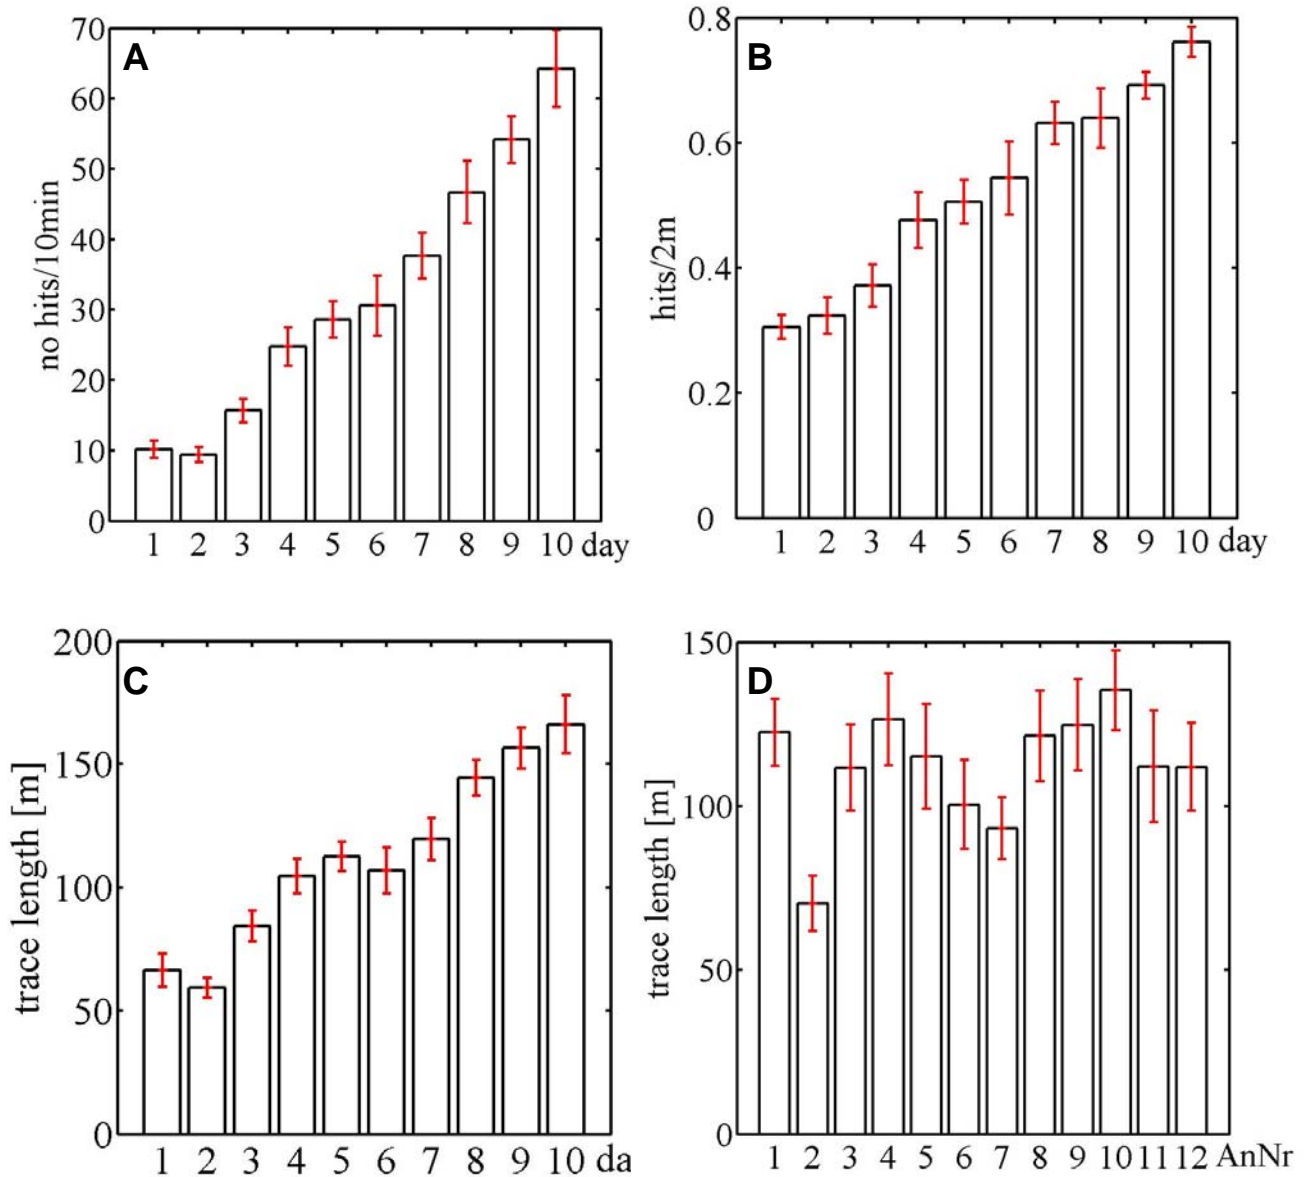 A
no hits/10min
70
60
50
40
30
20
10
0
1 2 3 4 5 6 7 8 9 10 day
B
hits/2m
0.8
0.6
0.4
0.2
0
1 2 3 4 5 6 7 8 9 10 day
C
trace length [m]
200
150
100
50
0
1 2 3 4 5 6 7 8 9 10 da
D
trace length [m]
150
100
50
0
1 2 3 4 5 6 7 8 9 10 11 12 AnNr